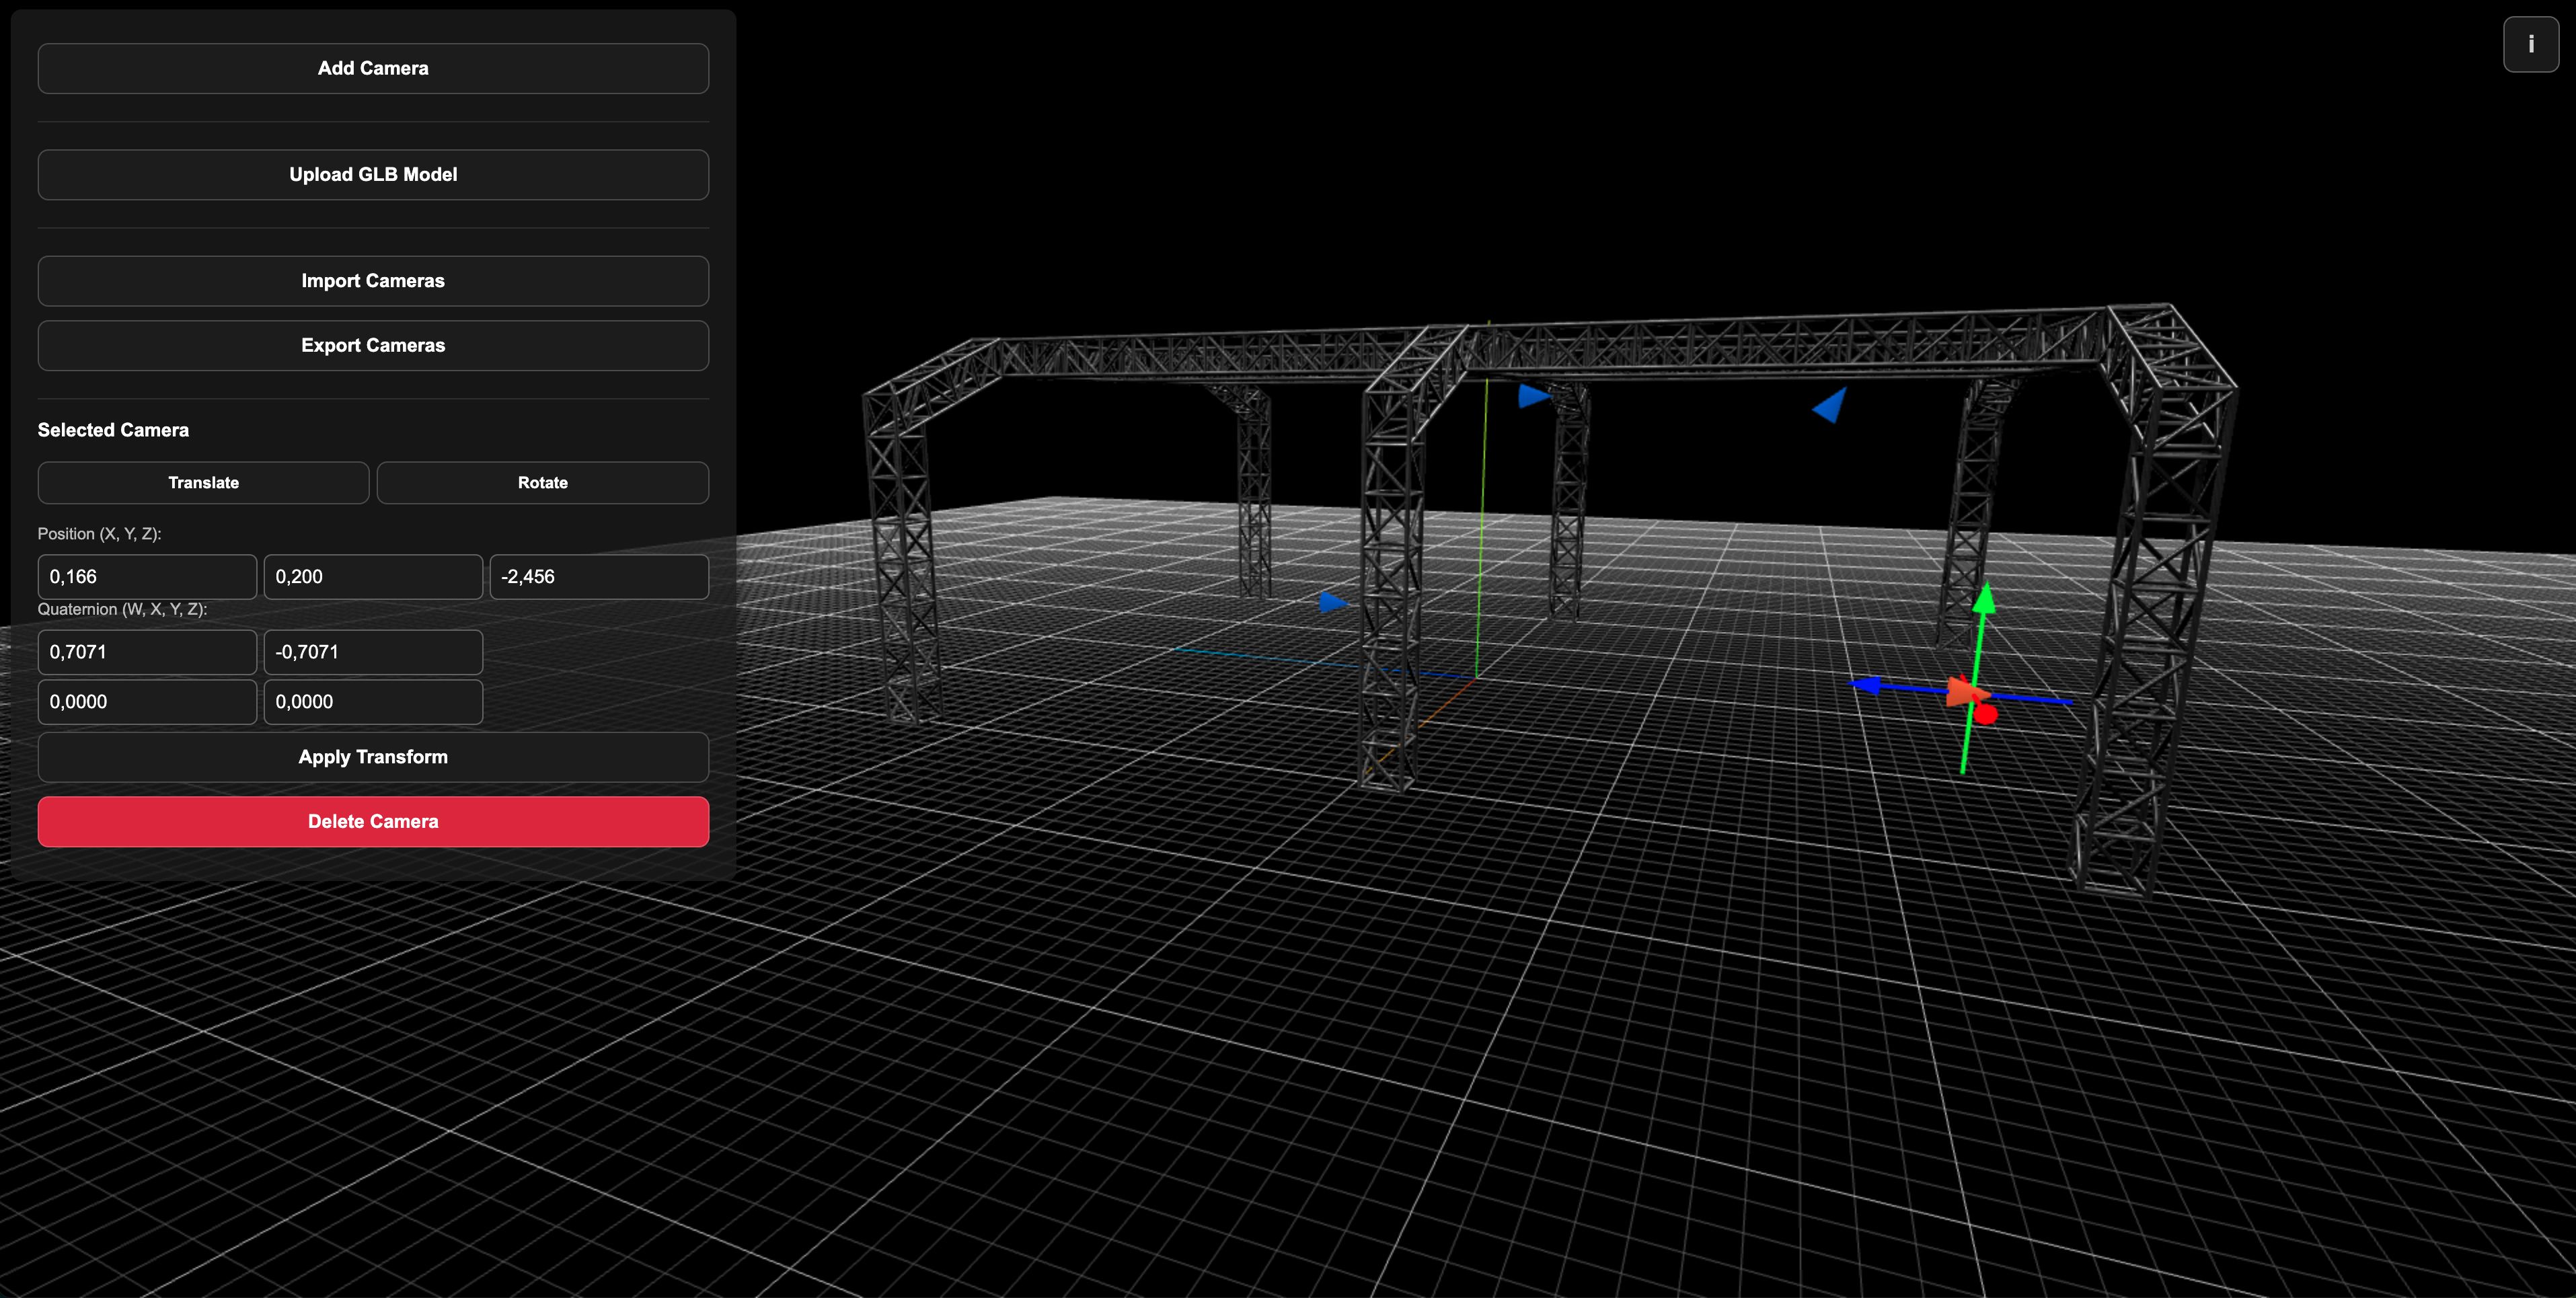 Add Camera
i
Upload GLB Model
Import Cameras
Export Cameras
Selected Camera
Translate Rotate
Position (X, Y, Z):
0,166 0,200 -2,456
Quaternion (W, X, Y, Z):
0,7071 -0,7071
0,0000 0,0000
Apply Transform
Delete Camera